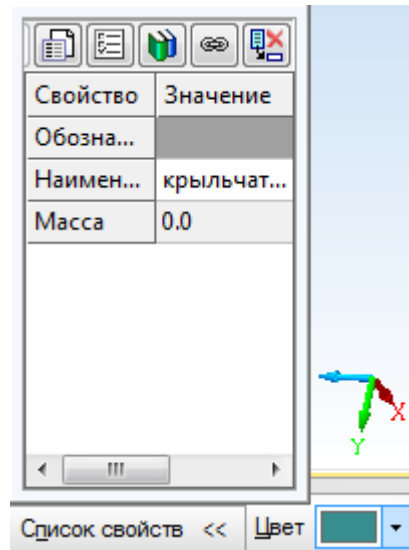 Свойство Значение
Обозна...
Наимен... крыльчат...
Масса 0.0
X
Y
Список свойств << Цвет